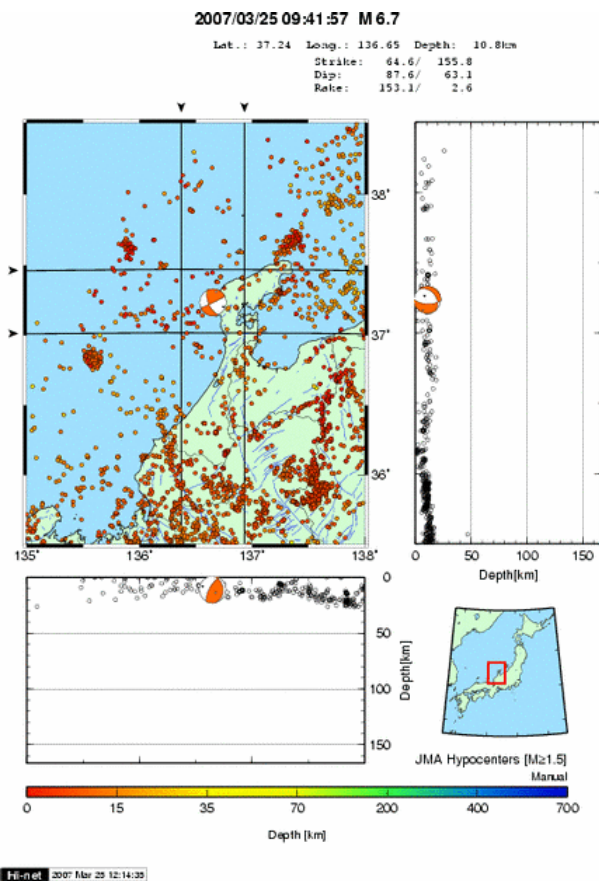 2007/03/25 09:41:57 M 6.7
Lat.: 37.24 Long.: 136.65 Depth: 10.8km
Strike: 64.6/ 155.8
Dip: 87.6/ 63.1
Rake: 153.1/ 2.6
38°
37°
36°
135° 136° 137° 138°
0 50 100 150
Depth[km]
0
50
100
150
Depth[km]
JMA Hypocenters [M≥1.5]
Manual
0 15 35 70 200 400 700
Depth [km]
Hi-net 2007 Mar 25 12:14:35